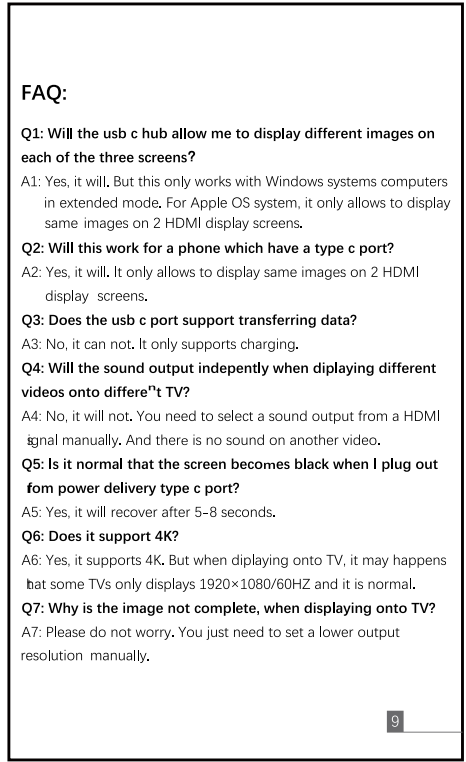 FAQ:
Q1: Will the usb c hub allow me to display different images on
each of the three screens?
A1: Yes, it will. But this only works with Windows systems computers
in extended mode. For Apple OS system, it only allows to display
same images on 2 HDMI display screens.
Q2: Will this work for a phone which have a type c port?
A2: Yes, it will. It only allows to display same images on 2 HDMI
display screens.
Q3: Does the usb c port support transferring data?
A3: No, it can not. It only supports charging.
Q4: Will the sound output indepently when diplaying different
videos onto different TV?
A4: No, it will not. You need to select a sound output from a HDMI
signal manually. And there is no sound on another video.
Q5: Is it normal that the screen becomes black when I plug out
from power delivery type c port?
A5: Yes, it will recover after 5-8 seconds.
Q6: Does it support 4K?
A6: Yes, it supports 4K. But when diplaying onto TV, it may happens
that some TVs only displays 1920×1080/60HZ and it is normal.
Q7: Why is the image not complete, when displaying onto TV?
A7: Please do not worry. You just need to set a lower output
resolution manually.
9